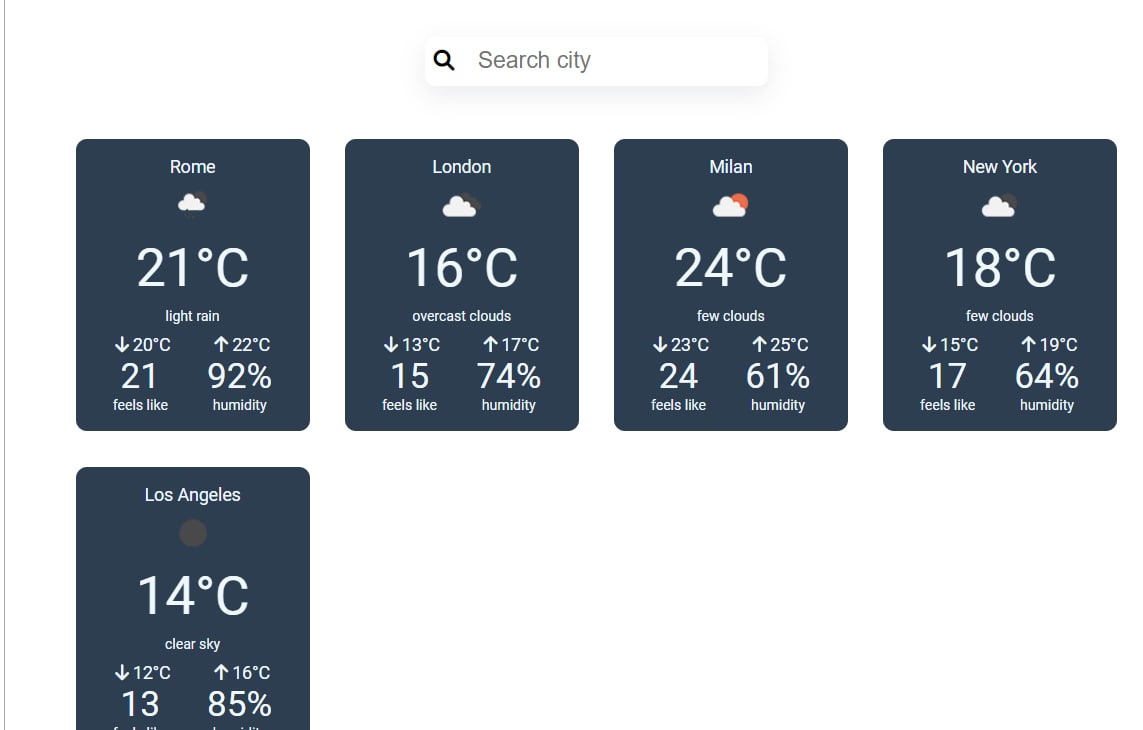 Search city
Rome
21°C
light rain
↓20°C ↑22°C
21 92%
feels like humidity
London
16°C
overcast clouds
↓13°C ↑17°C
15 74%
feels like humidity
Milan
24°C
few clouds
↓23°C ↑25°C
24 61%
feels like humidity
New York
18°C
few clouds
↓15°C ↑19°C
17 64%
feels like humidity
Los Angeles
14°C
clear sky
↓12°C ↑16°C
13 85%